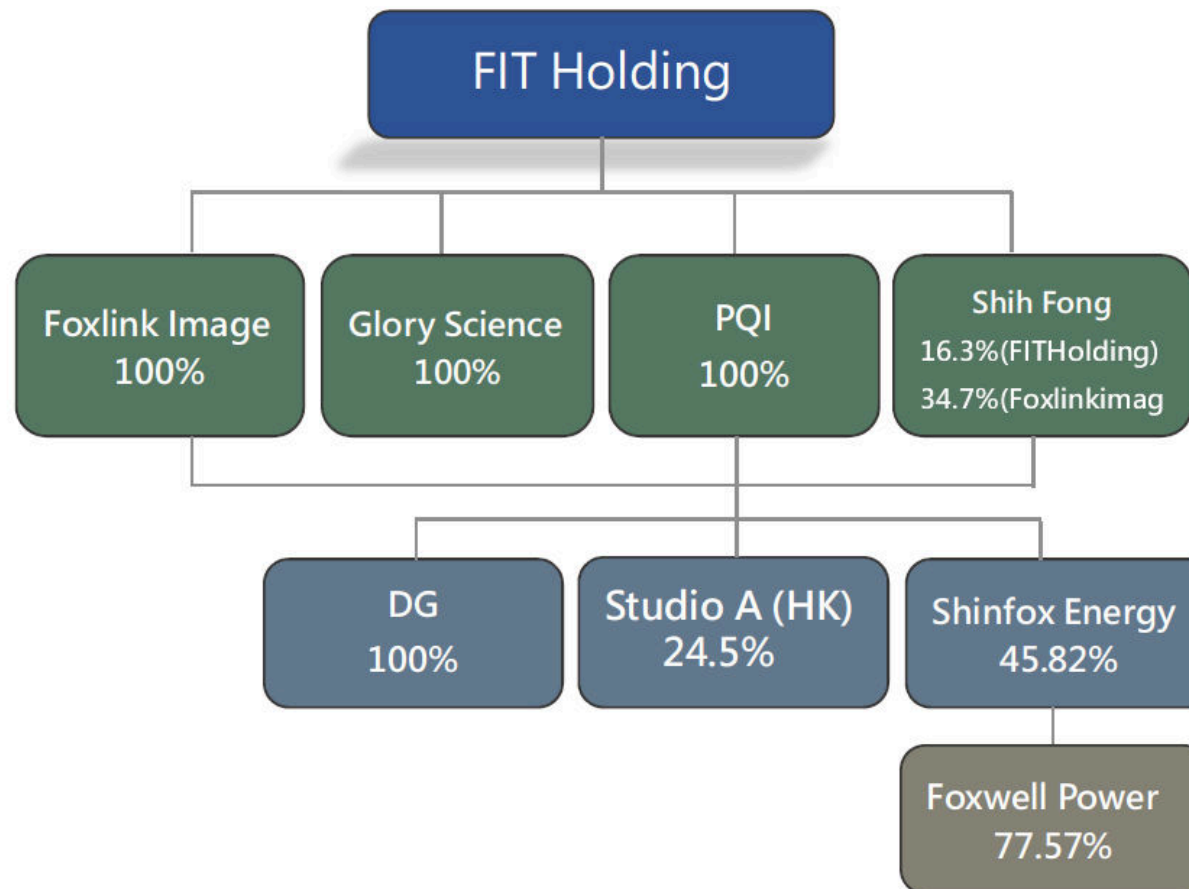 FIT Holding
Foxlink Image
100%
Glory Science
100%
PQI
100%
Shih Fong
16.3%(FITHolding)
34.7%(Foxlinkimag
DG
100%
Studio A (HK)
24.5%
Shinfox Energy
45.82%
Foxwell Power
77.57%